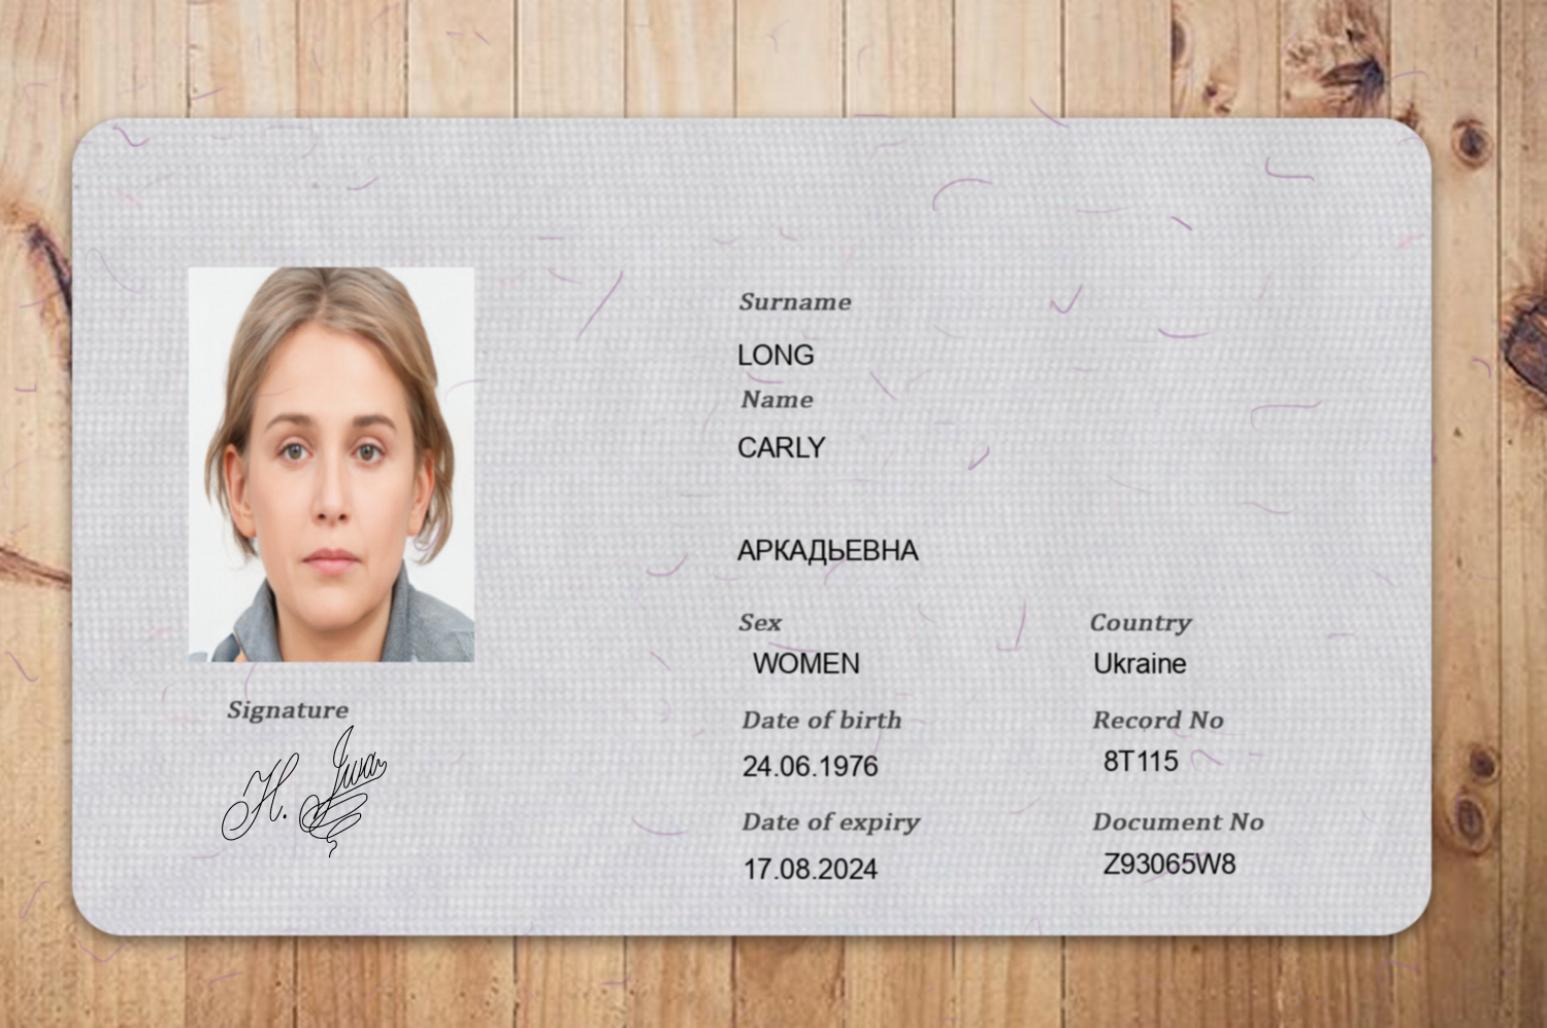 Surname
LONG
Name
CARLY
АРКАДЬЕВНА
Sex Country
WOMEN Ukraine
Date of birth Record No
24.06.1976 8T115
Date of expiry Document No
17.08.2024 Z93065W8
Signature